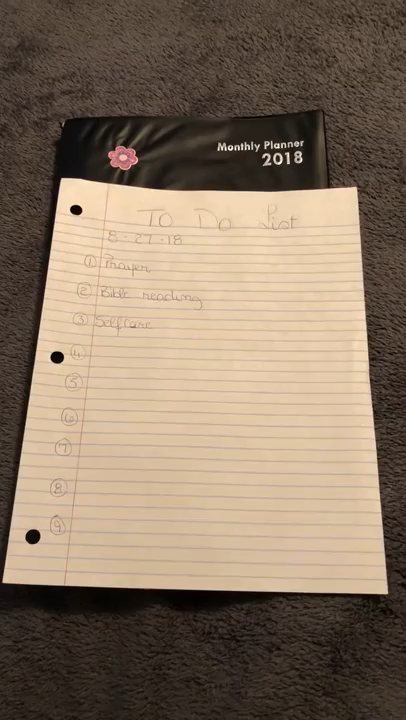 Monthly Planner
2018
To Do List
8-27-18
① Prayer
② Bible reading
③ Selfcare
④
⑤
⑥
⑦
⑧
⑨